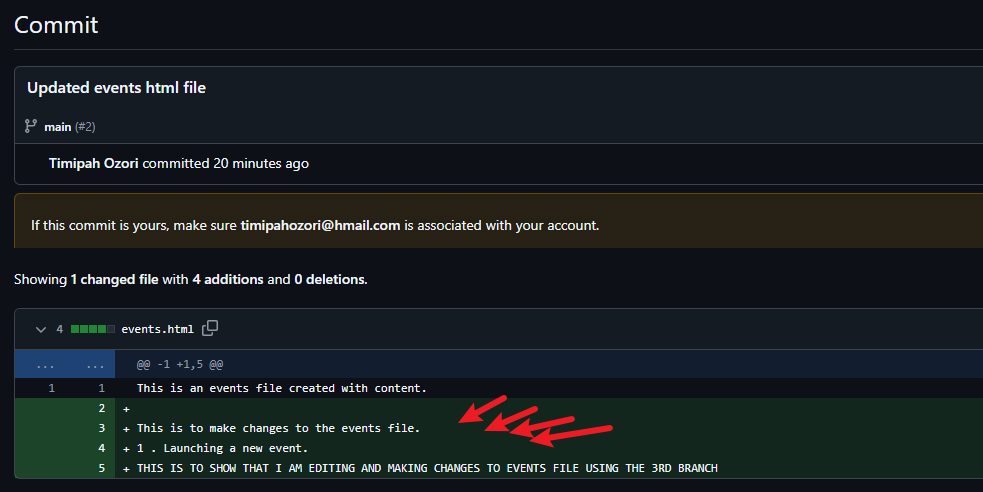 Commit
Updated events html file
main (#2)
Timipah Ozori committed 20 minutes ago
If this commit is yours, make sure timipahozori@hmail.com is associated with your account.
Showing 1 changed file with 4 additions and 0 deletions.
4 events.html
... ... @@ -1 +1,5 @@
1 1 This is an events file created with content.
2 +
3 + This is to make changes to the events file.
4 + 1 . Launching a new event.
5 + THIS IS TO SHOW THAT I AM EDITING AND MAKING CHANGES TO EVENTS FILE USING THE 3RD BRANCH